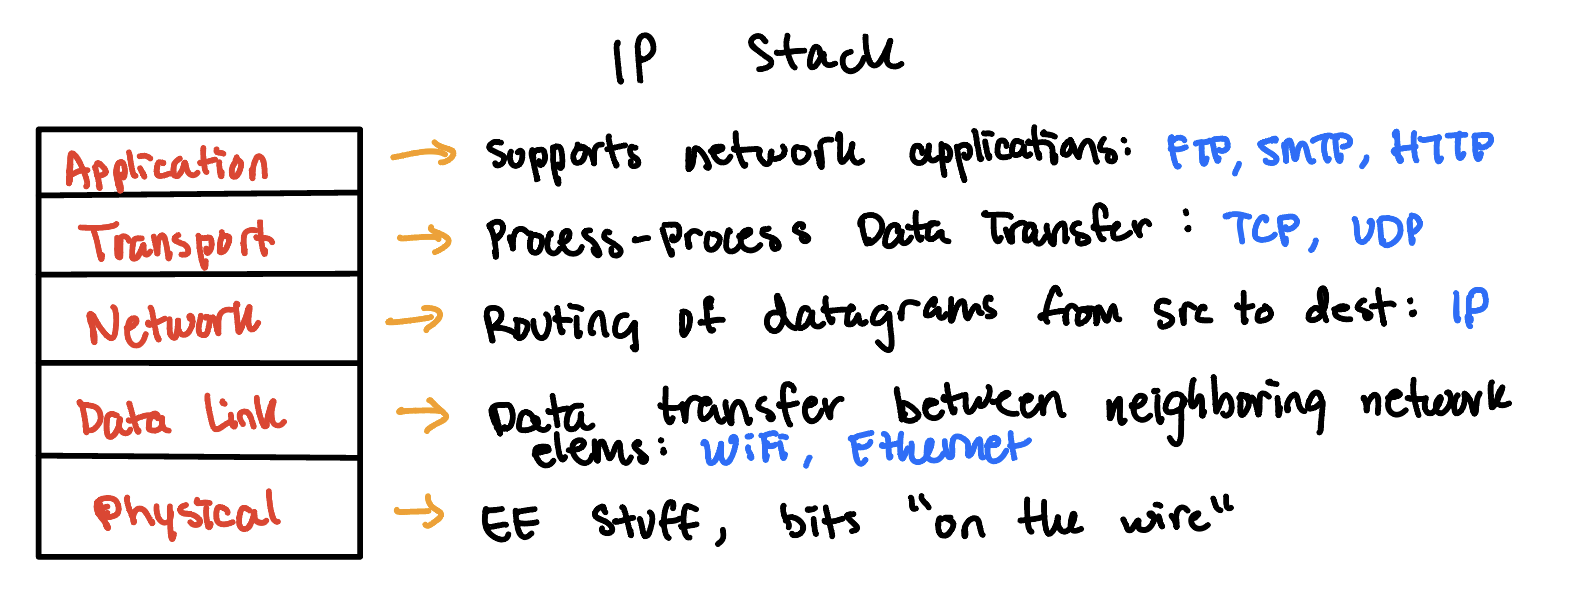 IP Stack
Application → Supports network applications: FTP, SMTP, HTTP
Transport → Process-Process Data Transfer: TCP, UDP
Network → Routing of datagrams from src to dest: IP
Data Link → Data transfer between neighboring network
elems: WiFi, Ethernet
Physical → EE Stuff, bits "on the wire"